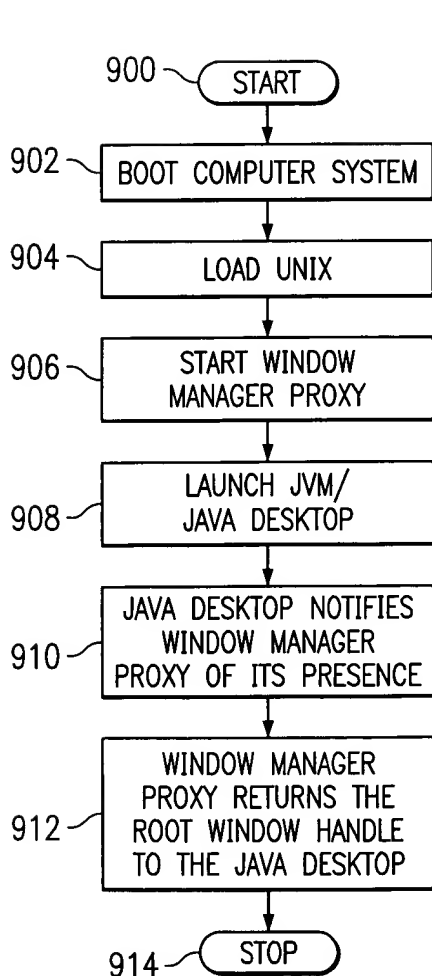 900
START
902
BOOT COMPUTER SYSTEM
904
LOAD UNIX
906
START WINDOW
MANAGER PROXY
908
LAUNCH JVM/
JAVA DESKTOP
910
JAVA DESKTOP NOTIFIES
WINDOW MANAGER
PROXY OF ITS PRESENCE
912
WINDOW MANAGER
PROXY RETURNS THE
ROOT WINDOW HANDLE
TO THE JAVA DESKTOP
914
STOP